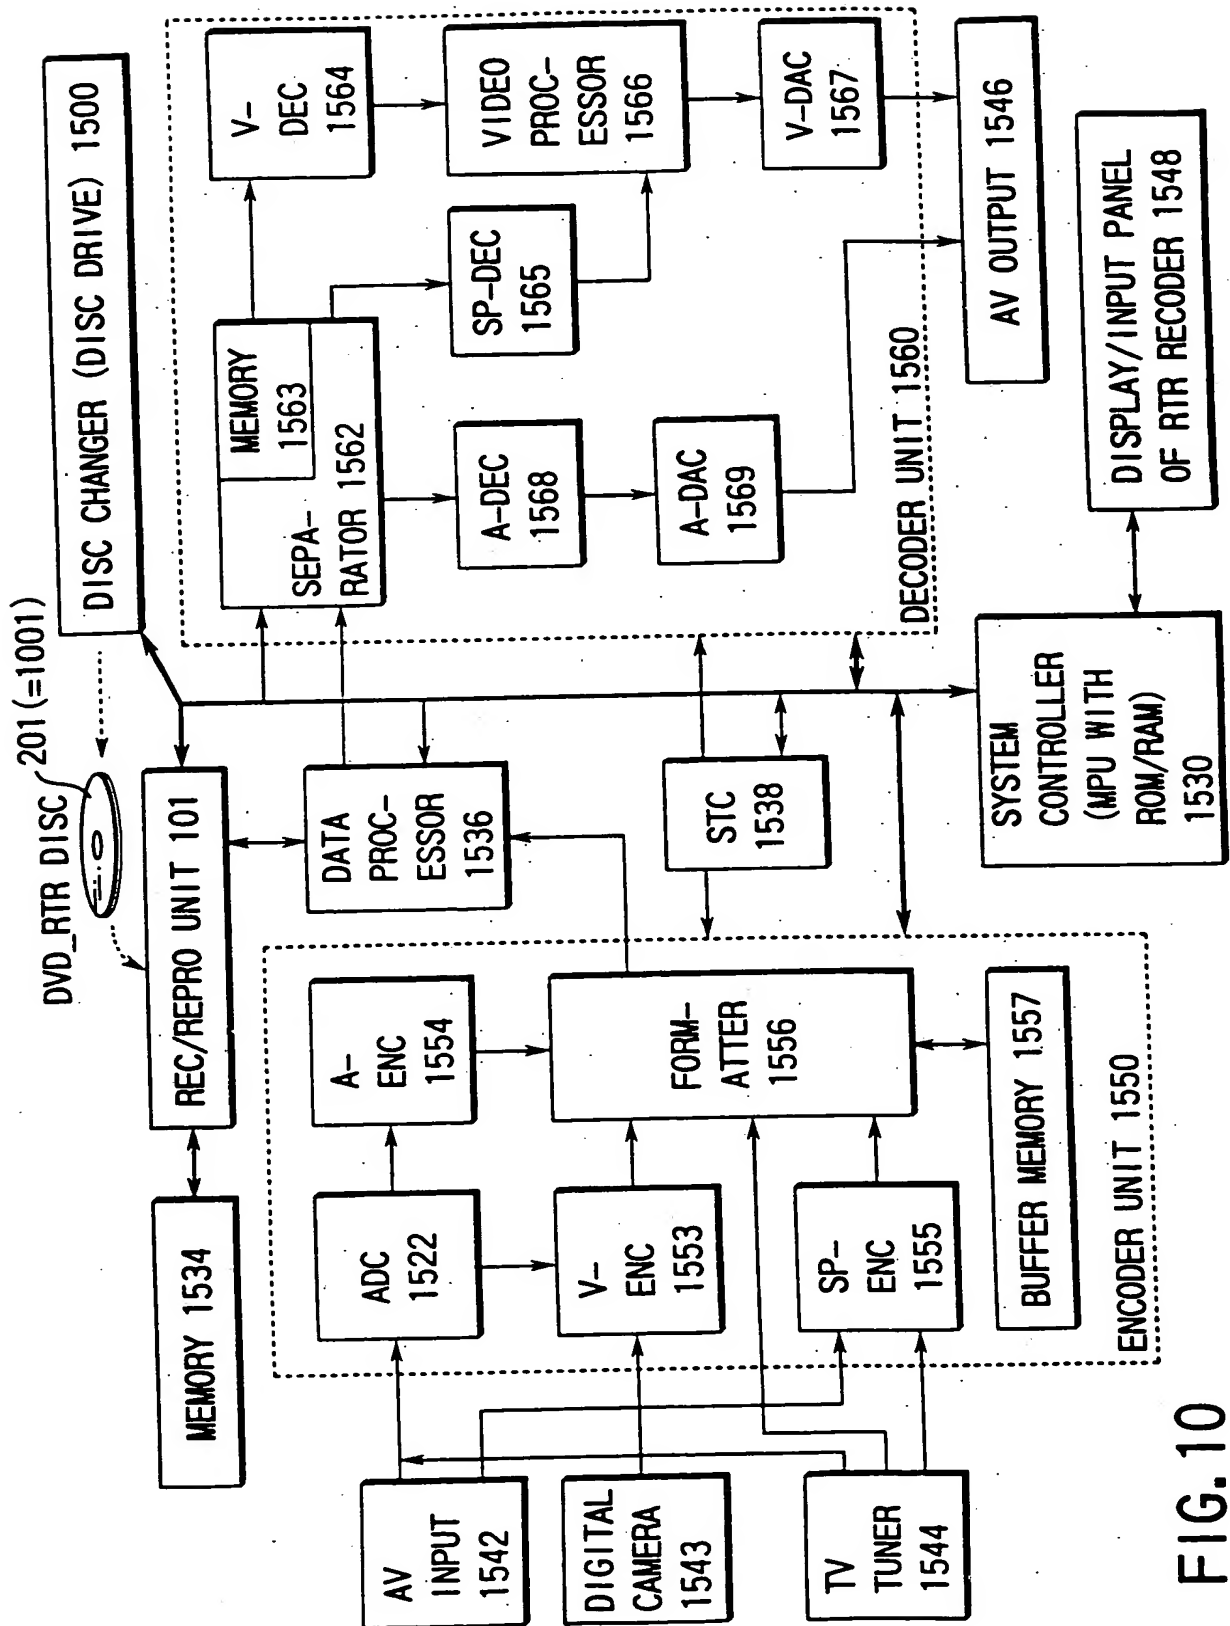 DVD_RTR DISC
201(=1001)
DISC CHANGER (DISC DRIVE) 1500
MEMORY 1534
REC/REPRO UNIT 101
AV
INPUT
1542
DIGITAL
CAMERA
1543
TV
TUNER
1544
ADC
1522
A-
ENC
1554
V-
ENC
1553
SP-
ENC
1555
FORM-
ATTER
1556
BUFFER MEMORY 1557
ENCODER UNIT 1550
DATA
PROC-
ESSOR
1536
STC
1538
SYSTEM
CONTROLLER
(MPU WITH
ROM/RAM)
1530
MEMORY
1563
SEPA-
RATOR 1562
V-
DEC
1564
SP-DEC
1565
VIDEO
PROC-
ESSOR
1566
A-DEC
1568
A-DAC
1569
V-DAC
1567
DECODER UNIT 1560
AV OUTPUT 1546
DISPLAY/INPUT PANEL
OF RTR RECODER 1548
FIG.10